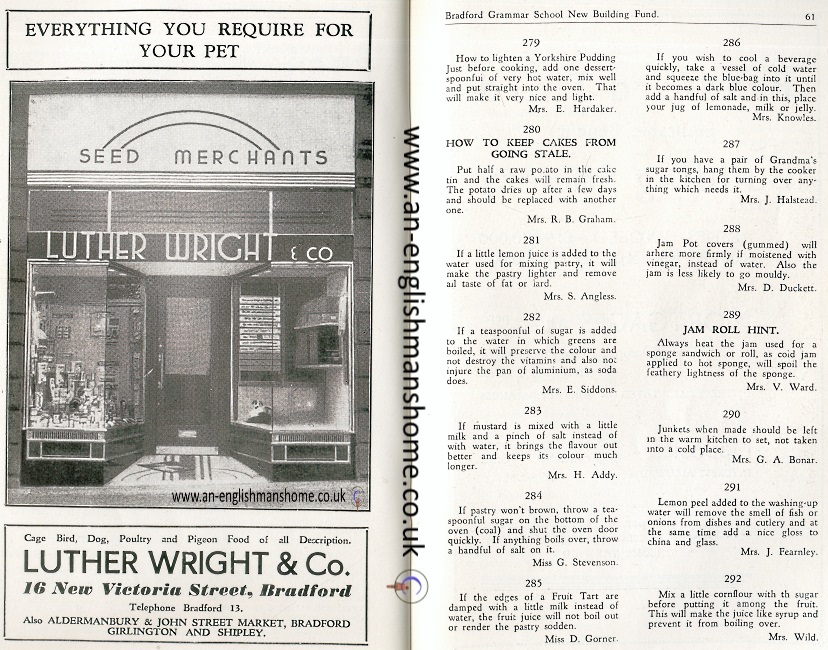 EVERYTHING YOU REQUIRE FOR
YOUR PET
SEED MERCHANTS
LUTHER WRIGHT & CO
www.an-englishmanshome.co.uk
Cage Bird, Dog, Poultry and Pigeon Food of all Description.
LUTHER WRIGHT & Co.
16 New Victoria Street, Bradford
Telephone Bradford 13.
Also ALDERMANBURY & JOHN STREET MARKET, BRADFORD
GIRLINGTON AND SHIPLEY.
www.an-englishmanshome.co.uk
Bradford Grammar School New Building Fund. 61
279
How to lighten a Yorkshire Pudding
Just before cooking, add one dessert-
spoonful of very hot water, mix well
and put straight into the oven. That
will make it very nice and light.
Mrs. E. Hardaker.
280
HOW TO KEEP CAKES FROM
GOING STALE.
Put half a raw po.ato in the cake
tin and the cakes will remain fresh.
The potato dries up after a few days
and should be replaced with another
one.
Mrs. R. B. Graham.
281
If a little lemon juice is added to the
water used for mixing pastry, it will
make the pastry lighter and remove
all taste of fat or lard.
Mrs. S. Angless.
282
If a teaspoonful of sugar is added
to the water in which greens are
boiled, it will preserve the colour and
not destroy the vitamins and also not
injure the pan of aluminium, as soda
does.
Mrs. E. Siddons.
283
If mustard is mixed with a little
milk and a pinch of salt instead of
with water, it brings the flavour out
better and keeps its colour much
longer.
Mrs. H. Addy.
284
If pastry won't brown, throw a tea-
spoonful sugar on the bottom of the
oven (coal) and shut the oven door
quickly. If anything boils over, throw
a handful of salt on it.
Miss G. Stevenson.
285
If the edges of a Fruit Tart are
damped with a little milk instead of
water, the fruit juice will not boil out
or render the pastry sodden.
Miss D. Gorner.
286
If you wish to cool a beverage
quickly, take a vessel of cold water
and squeeze the blue-bag into it until
it becomes a dark blue colour. Then
add a handful of salt and in this, place
your jug of lemonade, milk or jelly.
Mrs. Knowles.
287
If you have a pair of Grandma's
sugar tongs, hang them by the cooker
in the kitchen for turning over any-
thing which needs it.
Mrs. J. Halstead.
288
Jam Pot covers (gummed) will
arhere more firmly if moistened with
vinegar, instead of water. Also the
jam is less likely to go mouldy.
Mrs. D. Duckett.
289
JAM ROLL HINT.
Always heat the jam used for a
sponge sandwich or roll, as cold jam
applied to hot sponge, will spoil the
feathery lightness of the sponge.
Mrs. V. Ward.
290
Junkets when made should be left
in the warm kitchen to set, not taken
into a cold place.
Mrs. G. A. Bonar.
291
Lemon peel added to the washing-up
water will remove the smell of fish or
onions from dishes and cutlery and at
the same time add a nice gloss to
china and glass.
Mrs. J. Fearnley.
292
Mix a little cornflour with th sugar
before putting it among the fruit.
This will make the juice like syrup and
prevent it from boiling over.
Mrs. Wild.